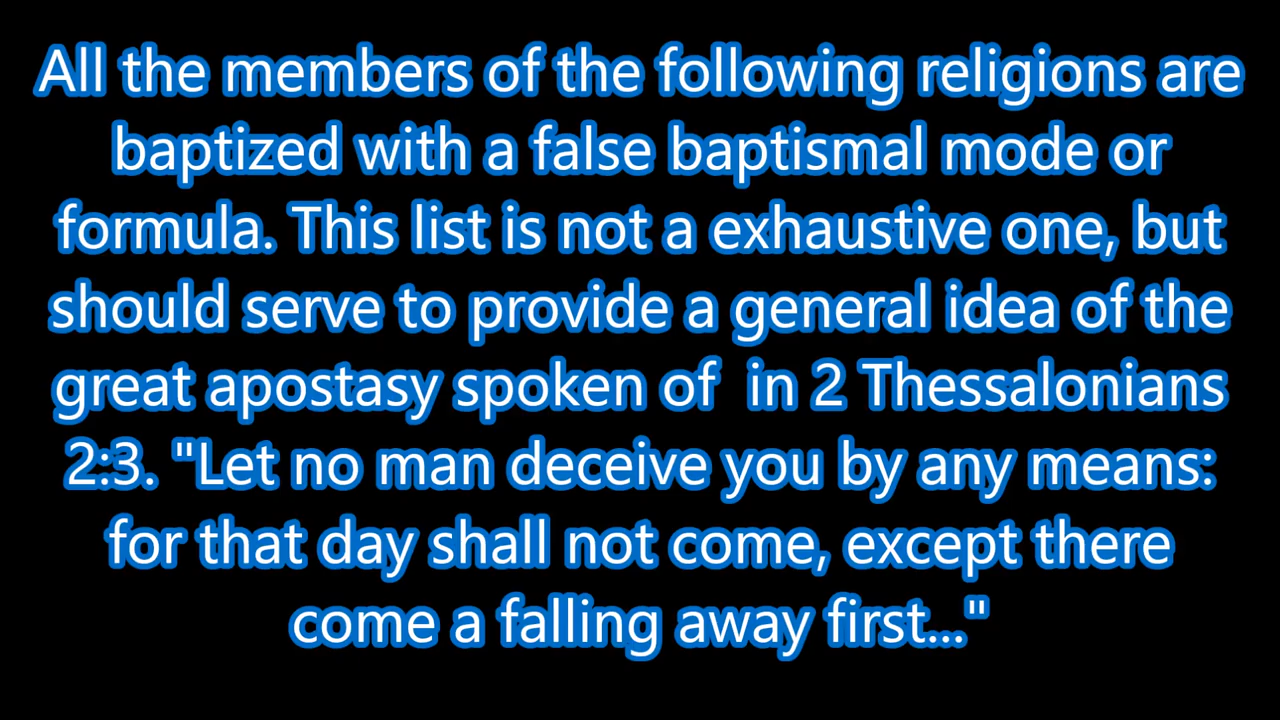 All the members of the following religions are
baptized with a false baptismal mode or
formula. This list is not a exhaustive one, but
should serve to provide a general idea of the
great apostasy spoken of  in 2 Thessalonians
2:3. "Let no man deceive you by any means:
for that day shall not come, except there
come a falling away first..."